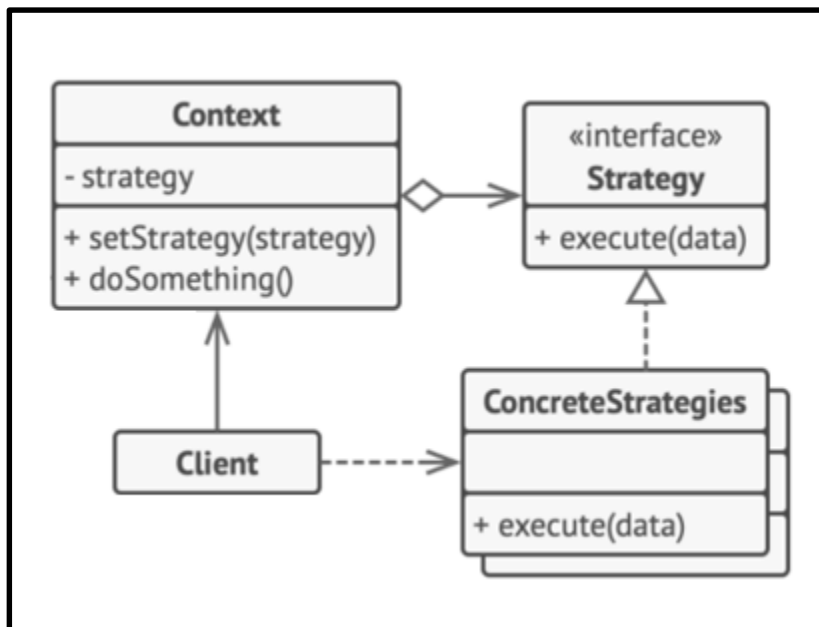 Context
- strategy
+ setStrategy(strategy)
+ doSomething()
«interface»
Strategy
+ execute(data)
Client
ConcreteStrategies
+ execute(data)